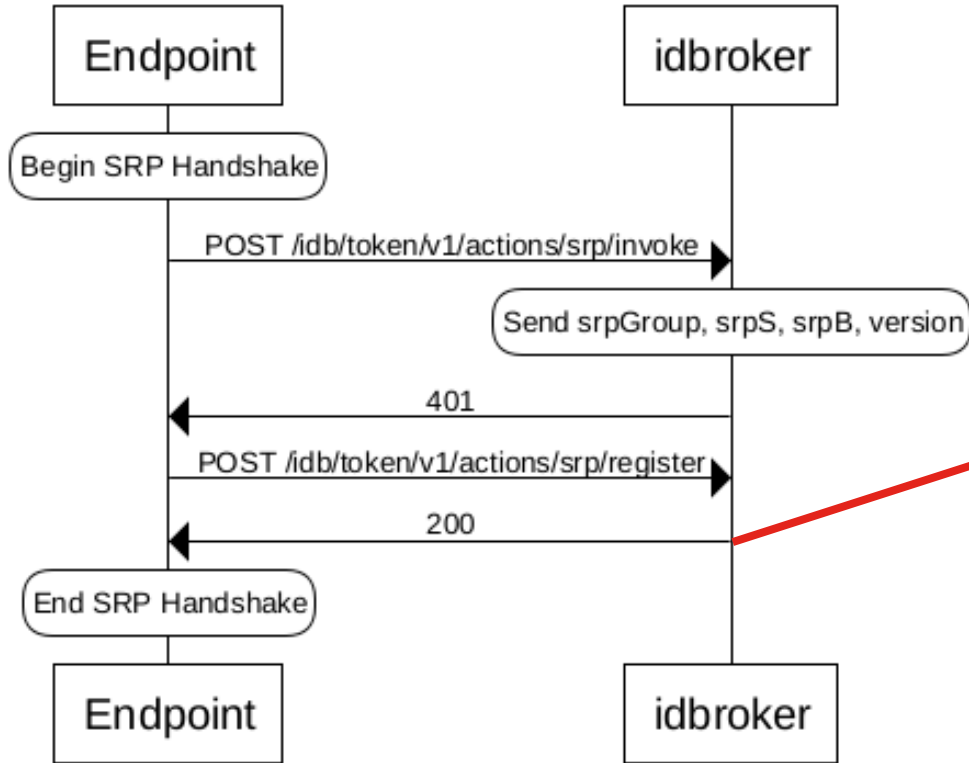 Endpoint
idbroker
Begin SRP Handshake
POST /idb/token/v1/actions/srp/invoke
Send srpGroup, srpS, srpB, version
401
POST /idb/token/v1/actions/srp/register
200
End SRP Handshake
Endpoint
idbroker